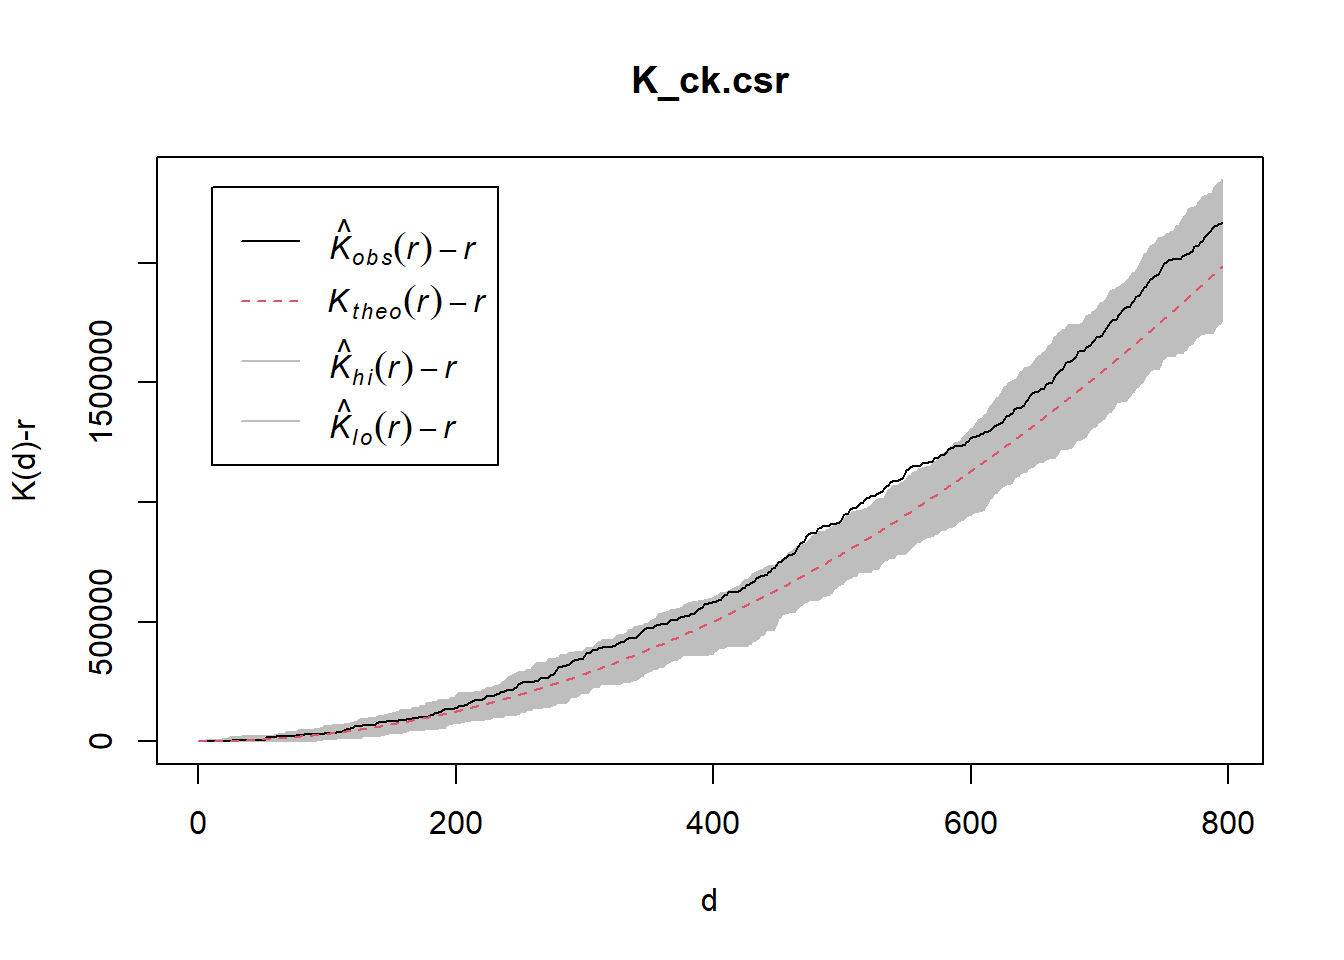 K_ck.csr
K̂obs(r) − r
Ktheo(r) − r
K̂hi(r) − r
K̂lo(r) − r
K(d)-r
0
500000
1500000
0
200
400
600
800
d